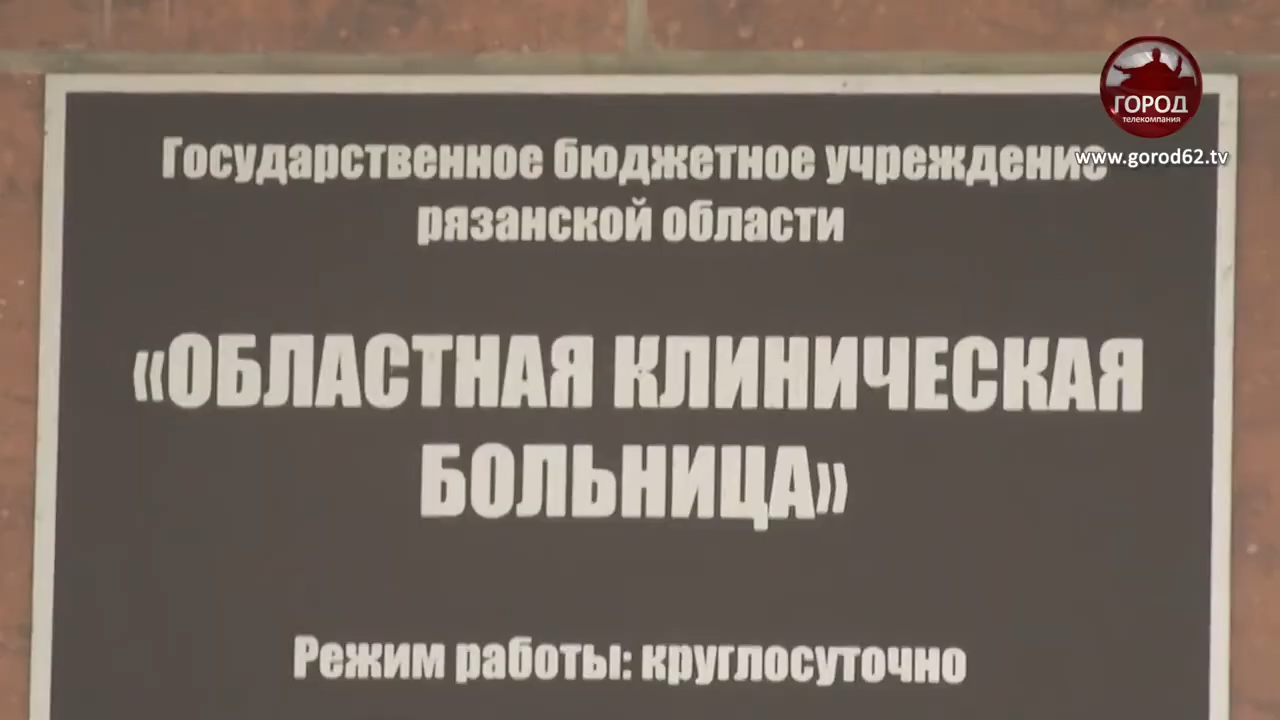 ГОРОД
телекомпания
www.gorod62.tv
Государственное бюджетное учреждение
рязанской области
«ОБЛАСТНАЯ КЛИНИЧЕСКАЯ
БОЛЬНИЦА»
Режим работы: круглосуточно